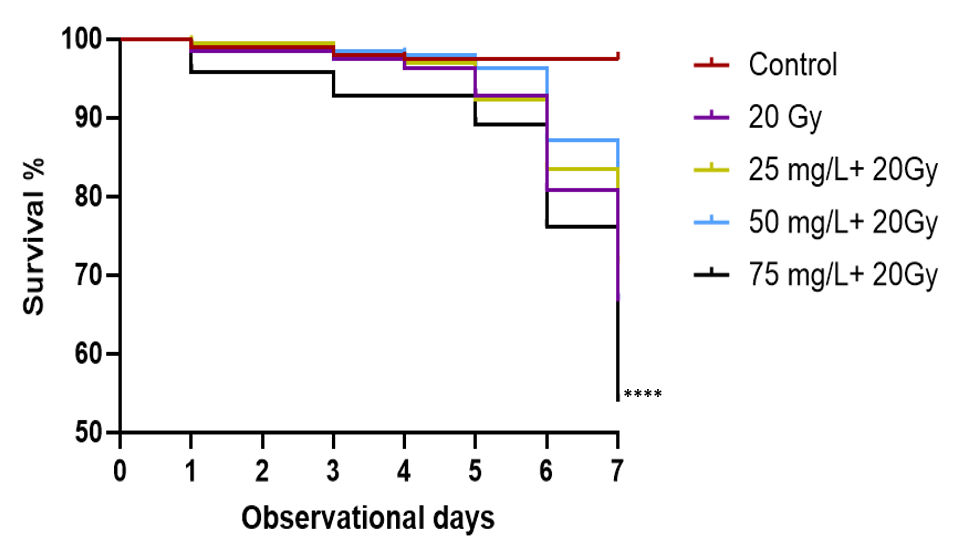 100
90
80
70
60
50
Survival %
0 1 2 3 4 5 6 7
Observational days
****
Control
20 Gy
25 mg/L+ 20Gy
50 mg/L+ 20Gy
75 mg/L+ 20Gy